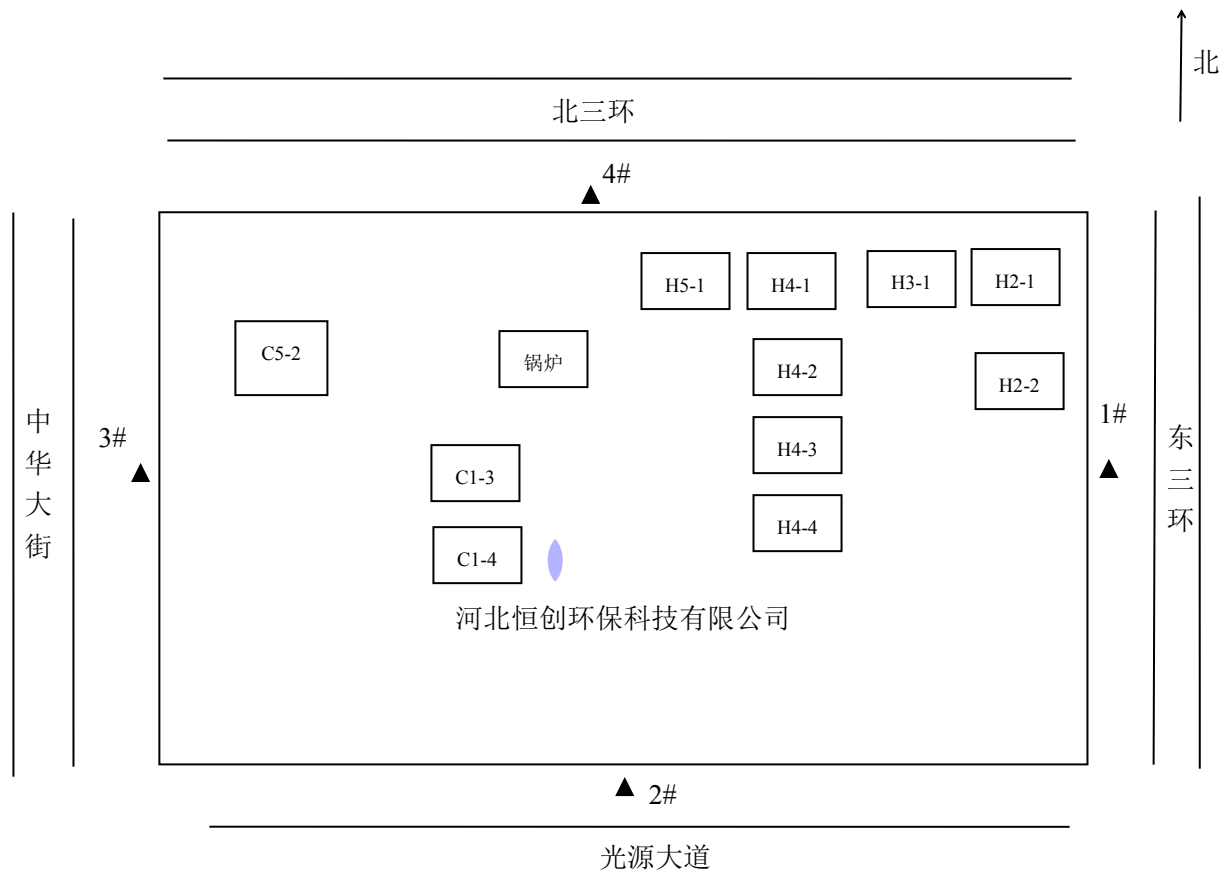 北
北三环
4#
H5-1
H4-1
H3-1
H2-1
C5-2
锅炉
H4-2
H2-2
中华大街
3#
1#
东三环
C1-3
H4-3
C1-4
H4-4
河北恒创环保科技有限公司
2#
光源大道